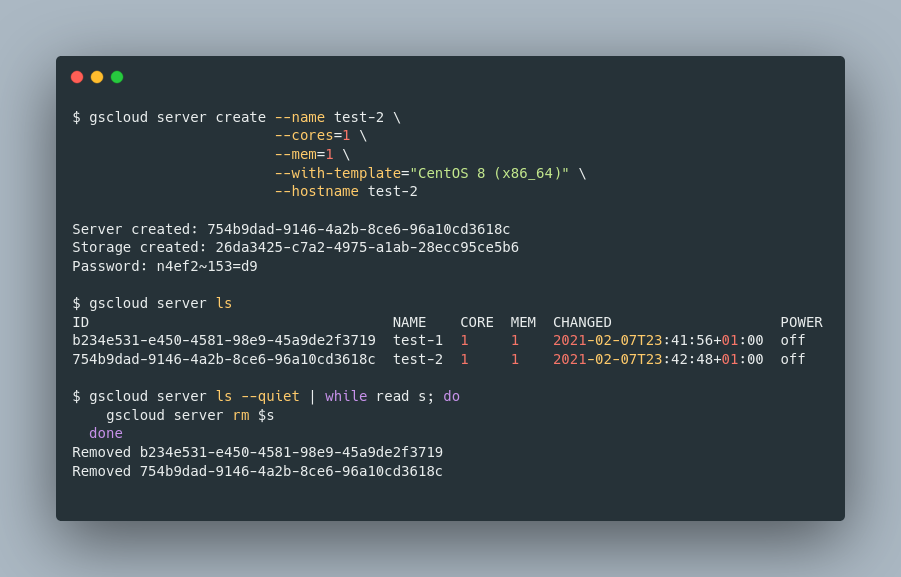 $ gscloud server create --name test-2 \
--cores=1 \
--mem=1 \
--with-template="CentOS 8 (x86_64)" \
--hostname test-2
Server created: 754b9dad-9146-4a2b-8ce6-96a10cd3618c
Storage created: 26da3425-c7a2-4975-a1ab-28ecc95ce5b6
Password: n4ef2~153=d9
$ gscloud server ls
ID NAME CORE MEM CHANGED POWER
b234e531-e450-4581-98e9-45a9de2f3719 test-1 1 1 2021-02-07T23:41:56+01:00 off
754b9dad-9146-4a2b-8ce6-96a10cd3618c test-2 1 1 2021-02-07T23:42:48+01:00 off
$ gscloud server ls --quiet | while read s; do
gscloud server rm $s
done
Removed b234e531-e450-4581-98e9-45a9de2f3719
Removed 754b9dad-9146-4a2b-8ce6-96a10cd3618c